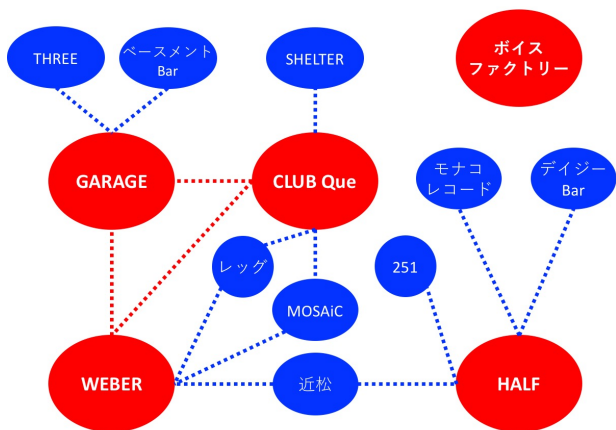 THREE
ベースメント
Bar
SHELTER
ボイス
ファクトリー
GARAGE
CLUB Que
モナコ
レコード
デイジー
Bar
レッグ
251
MOSAiC
WEBER
近松
HALF